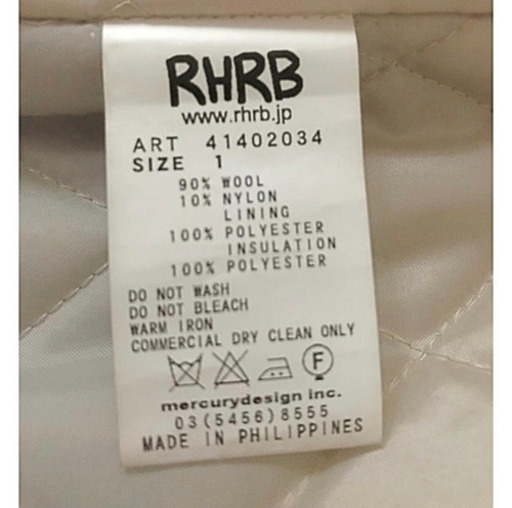 RHRB
www.rhrb.jp
ART 41402034
SIZE 1
90% WOOL
10% NYLON
LINING
100% POLYESTER
INSULATION
100% POLYESTER
DO NOT WASH
DO NOT BLEACH
WARM IRON
COMMERCIAL DRY CLEAN ONLY
F
mercurydesign inc.
03(5456)8555
MADE IN PHILIPPINES